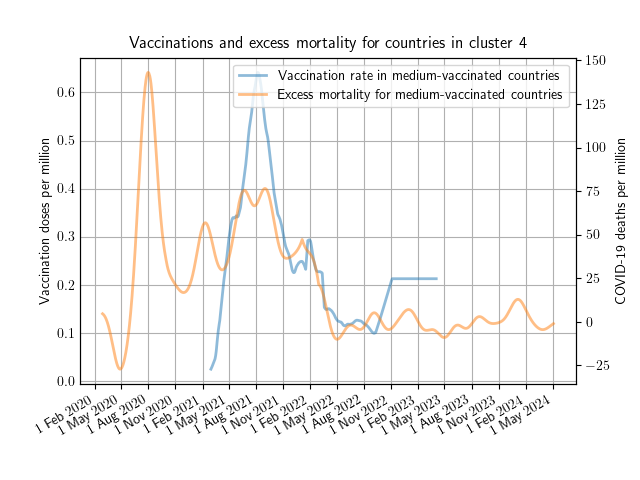 Vaccinations and excess mortality for countries in cluster 4
Vaccination rate in medium-vaccinated countries
Excess mortality for medium-vaccinated countries
Vaccination doses per million
0.6
0.5
0.4
0.3
0.2
0.1
0.0
COVID-19 deaths per million
150
125
100
75
50
25
0
−25
1 Feb 2020
1 May 2020
1 Aug 2020
1 Nov 2020
1 Feb 2021
1 May 2021
1 Aug 2021
1 Nov 2021
1 Feb 2022
1 May 2022
1 Aug 2022
1 Nov 2022
1 Feb 2023
1 May 2023
1 Aug 2023
1 Nov 2023
1 Feb 2024
1 May 2024